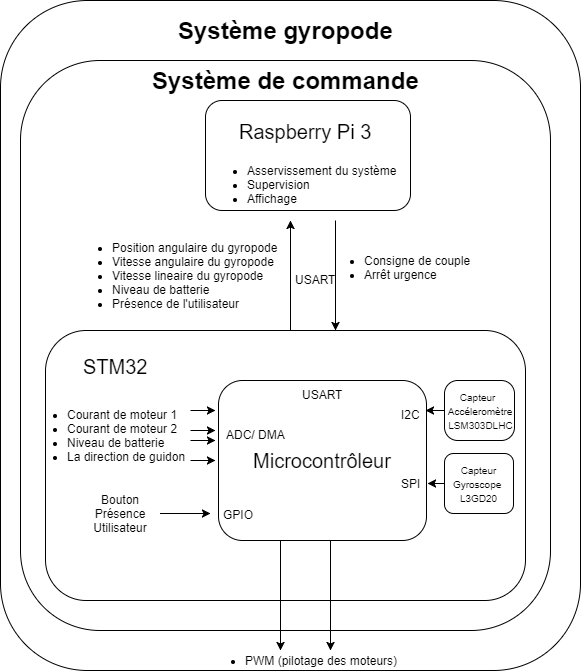 Système gyropode
Système de commande
Raspberry Pi 3
Asservissement du système
Supervision
Affichage
Position angulaire du gyropode
Vitesse angulaire du gyropode
Vitesse lineaire du gyropode
Niveau de batterie
Présence de l'utilisateur
USART
Consigne de couple
Arrêt urgence
STM32
USART
Courant de moteur 1
Courant de moteur 2
Niveau de batterie
La direction de guidon
ADC/ DMA
I2C
Capteur
Accéleromètre
LSM303DLHC
Microcontrôleur
SPI
Capteur
Gyroscope
L3GD20
Bouton
Présence
Utilisateur
GPIO
PWM (pilotage des moteurs)